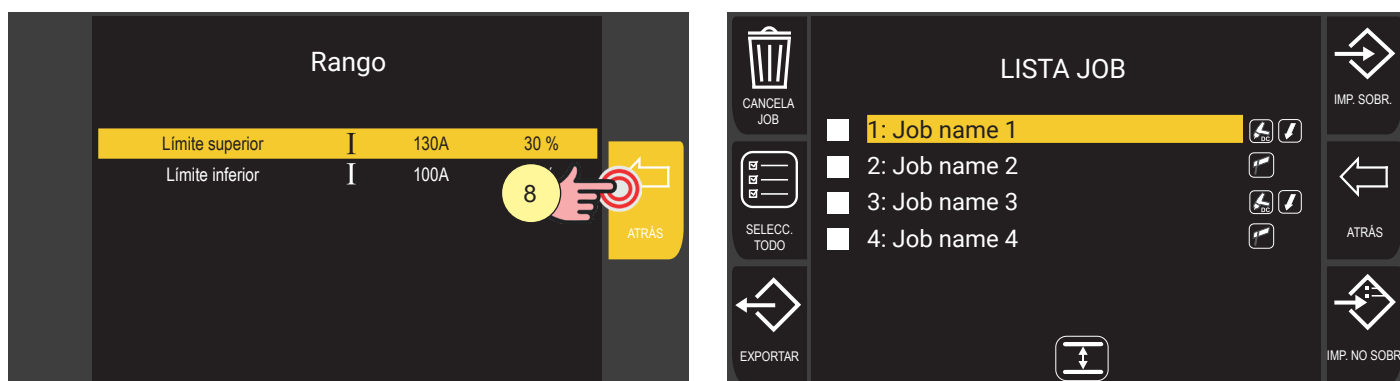 Rango
Límite superior I 130A 30 %
Límite inferior I 100A
8
ATRÁS
CANCELA
JOB
LISTA JOB
IMP. SOBR.
1: Job name 1
DC
2: Job name 2
3: Job name 3
DC
4: Job name 4
SELECC.
TODO
ATRÁS
EXPORTAR
IMP. NO SOBR